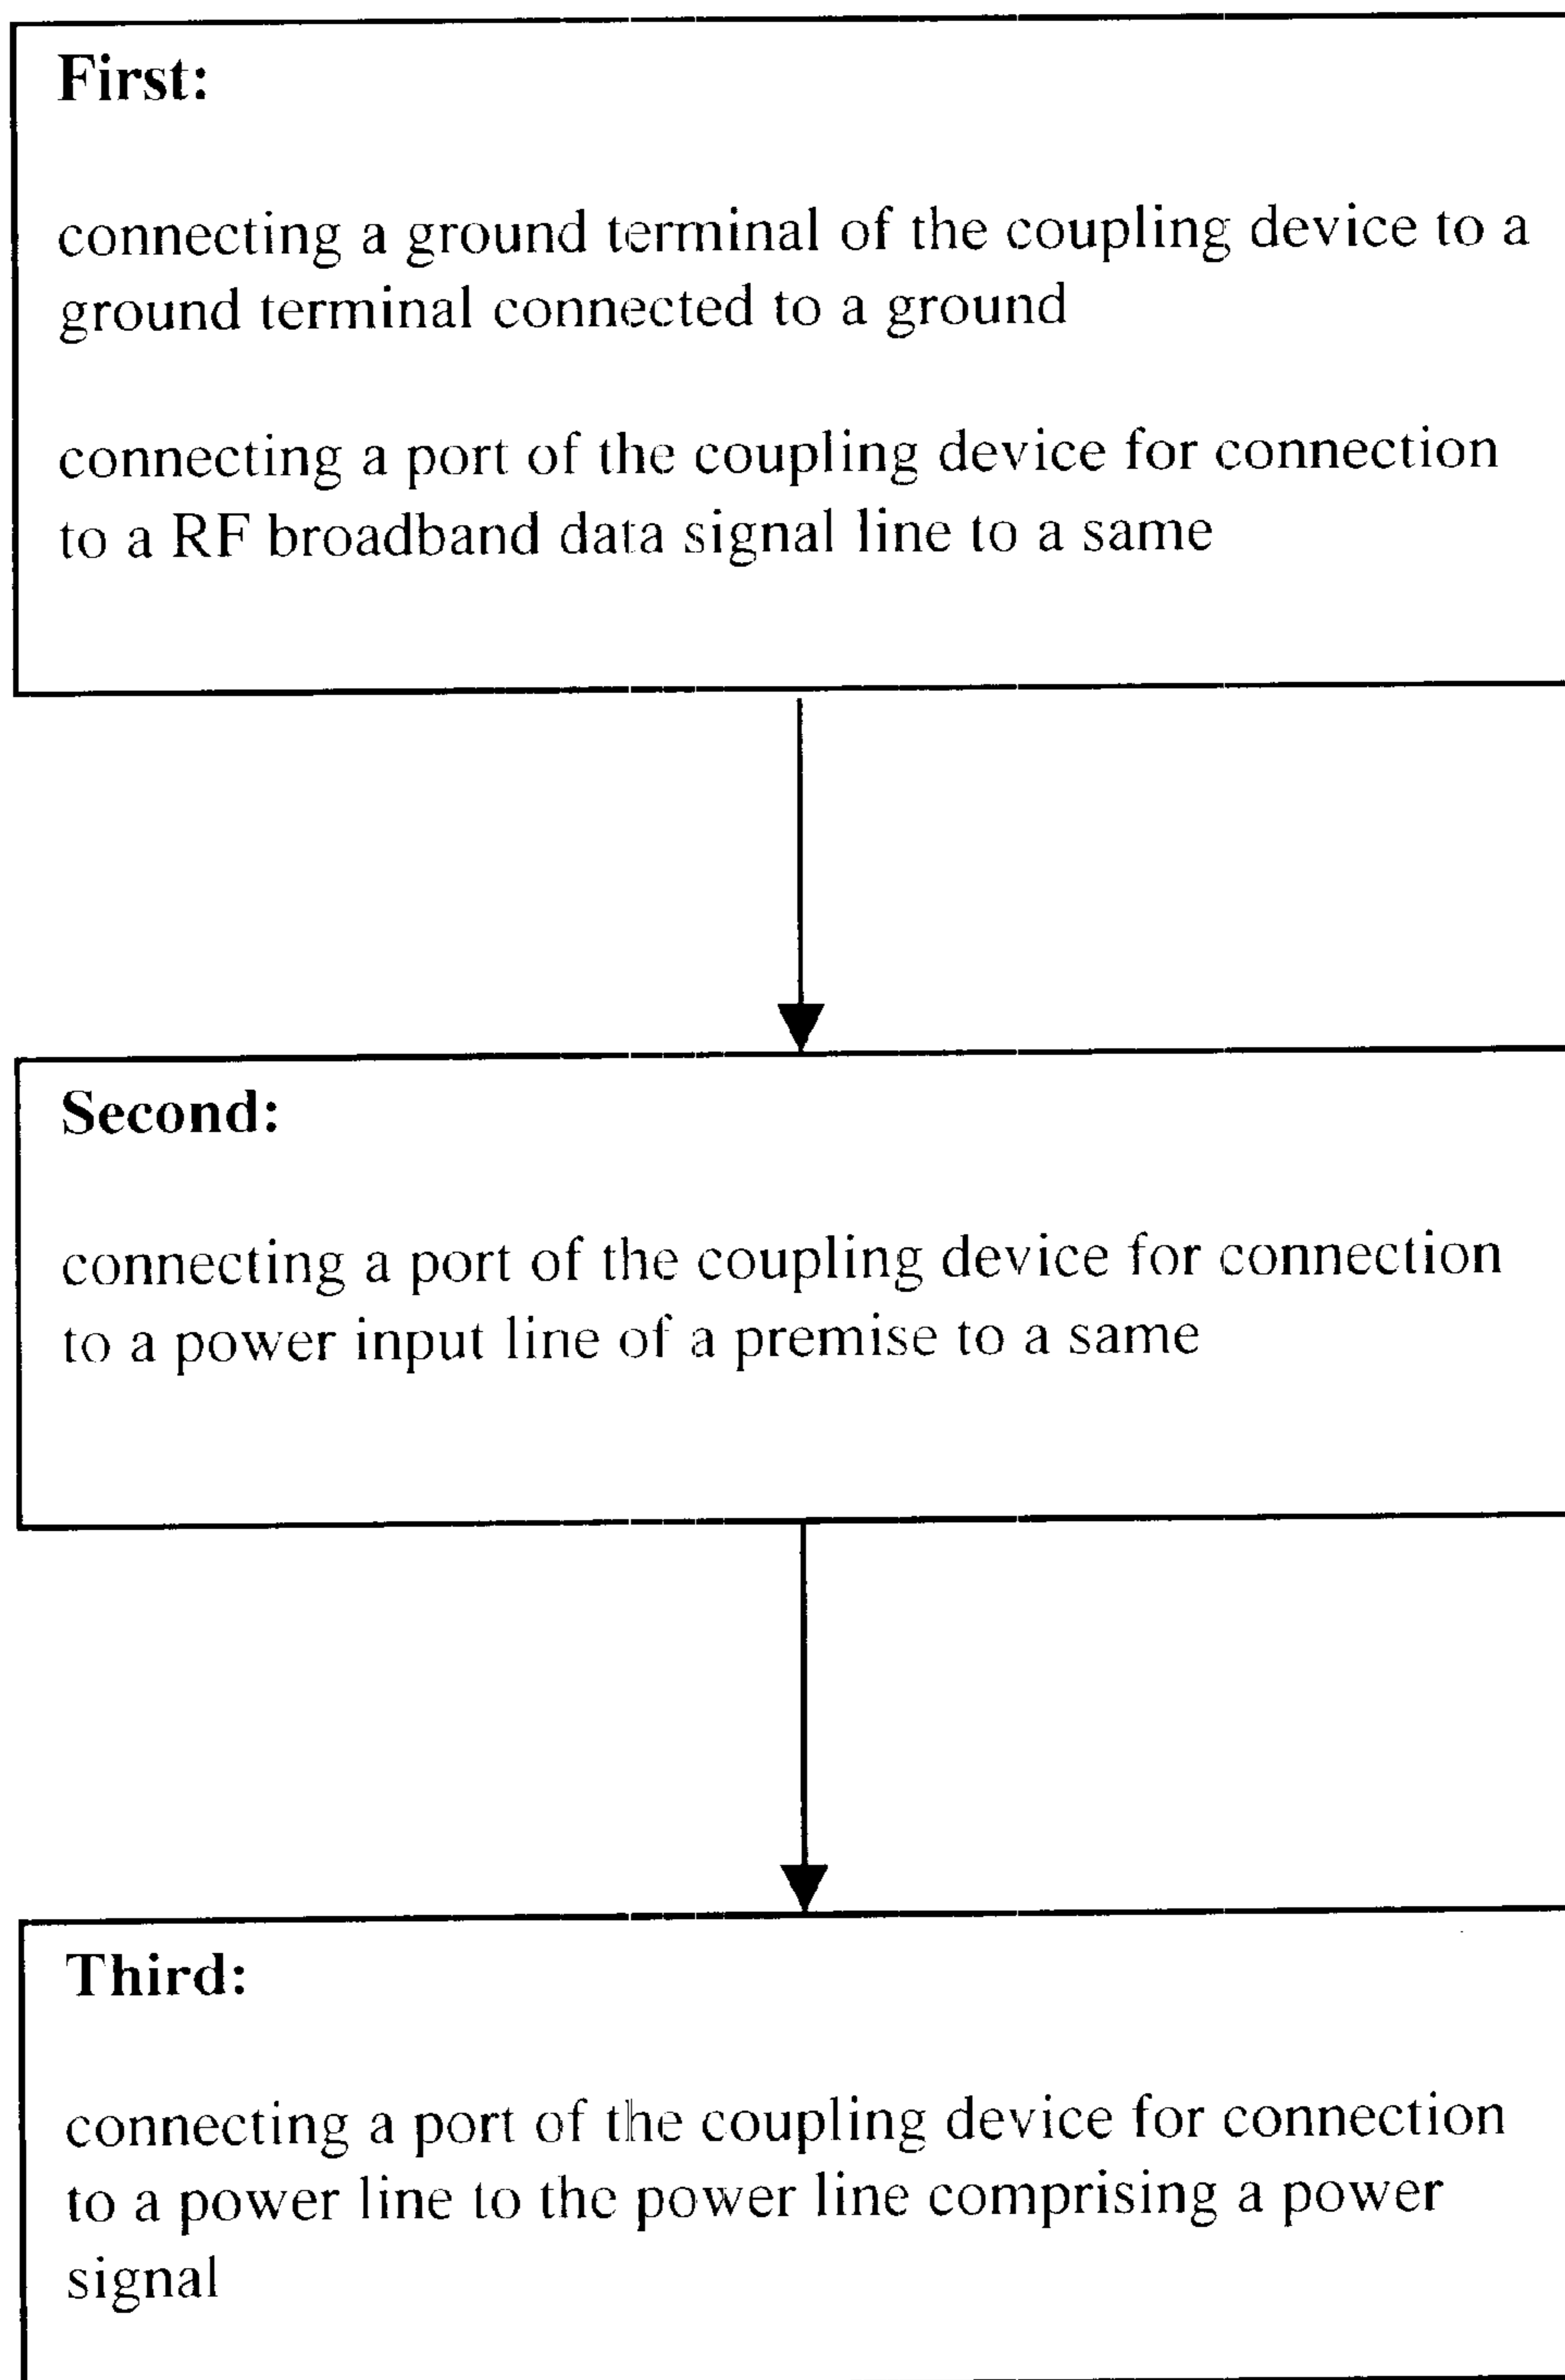 First:
connecting a ground terminal of the coupling device to a
ground terminal connected to a ground
connecting a port of the coupling device for connection
to a RF broadband data signal line to a same
Second:
connecting a port of the coupling device for connection
to a power input line of a premise to a same
Third:
connecting a port of the coupling device for connection
to a power line to the power line comprising a power
signal